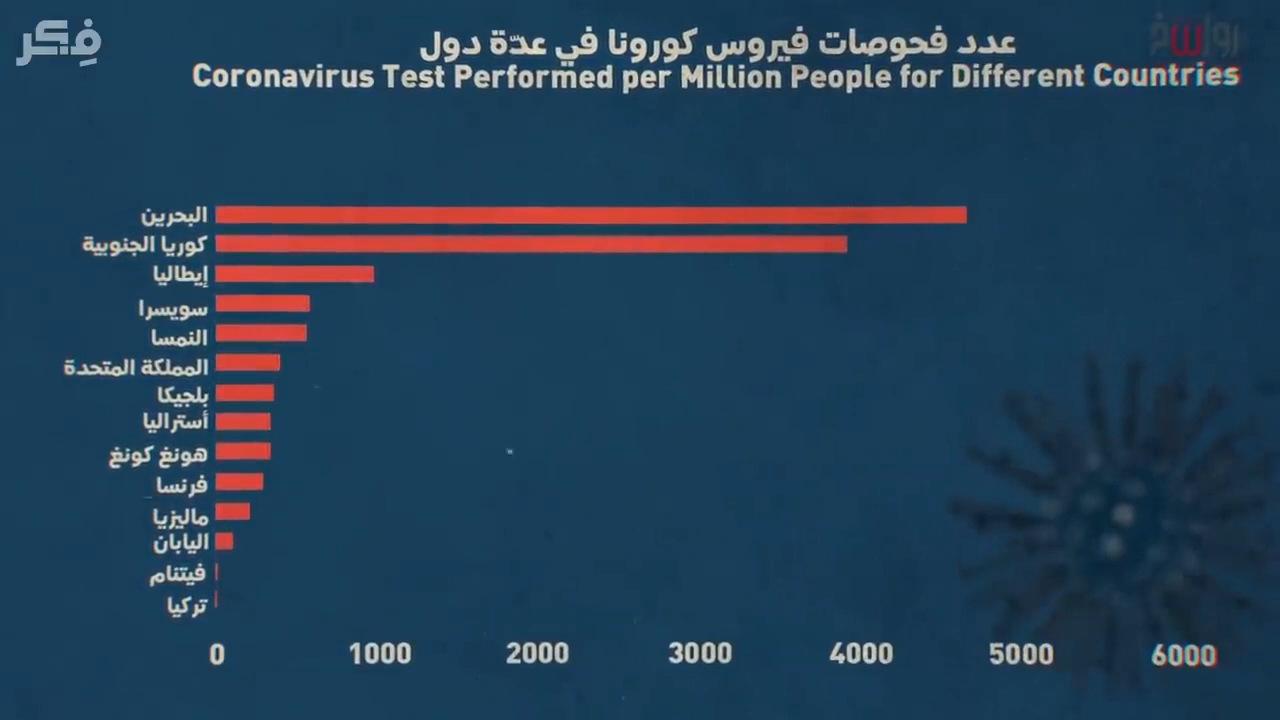 فِكر
عدد فحوصات فيروس كورونا في عدّة دول
Coronavirus Test Performed per Million People for Different Countries
البحرين
كوريا الجنوبية
إيطاليا
سويسرا
النمسا
المملكة المتحدة
بلجيكا
أستراليا
هونغ كونغ
فرنسا
ماليزيا
اليابان
فيتنام
تركيا
0 1000 2000 3000 4000 5000 6000